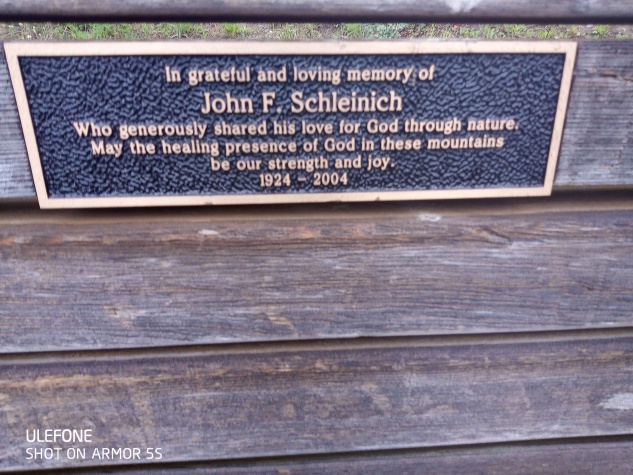 In grateful and loving memory of
John F. Schleinich
Who generously shared his love for God through nature.
May the healing presence of God in these mountains
be our strength and joy.
1924 - 2004
ULEFONE
SHOT ON ARMOR 5S